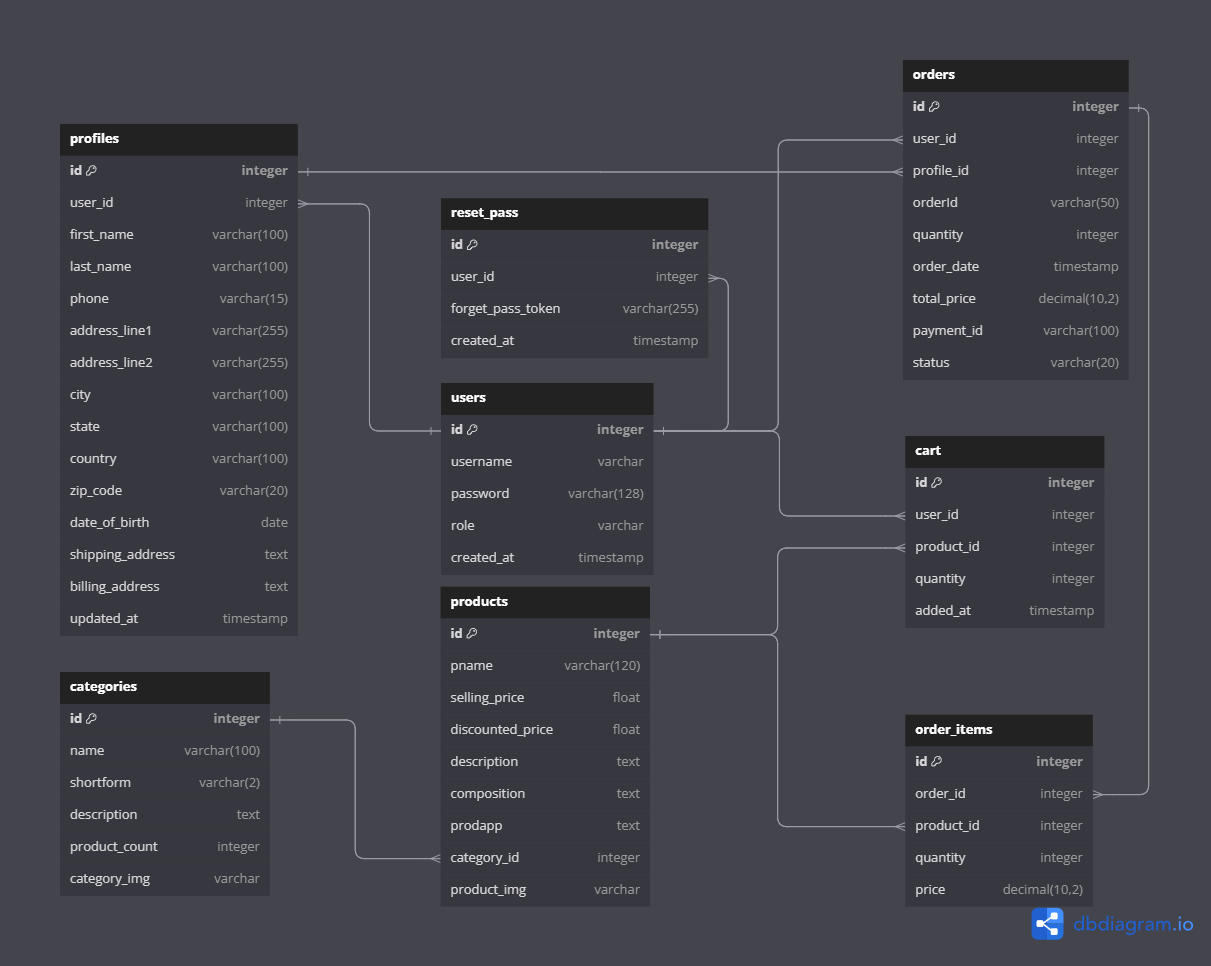 profiles
id integer
user_id integer
first_name varchar(100)
last_name varchar(100)
phone varchar(15)
address_line1 varchar(255)
address_line2 varchar(255)
city varchar(100)
state varchar(100)
country varchar(100)
zip_code varchar(20)
date_of_birth date
shipping_address text
billing_address text
updated_at timestamp
categories
id integer
name varchar(100)
shortform varchar(2)
description text
product_count integer
category_img varchar
reset_pass
id integer
user_id integer
forget_pass_token varchar(255)
created_at timestamp
users
id integer
username varchar
password varchar(128)
role varchar
created_at timestamp
products
id integer
pname varchar(120)
selling_price float
discounted_price float
description text
composition text
prodapp text
category_id integer
product_img varchar
orders
id integer
user_id integer
profile_id integer
orderId varchar(50)
quantity integer
order_date timestamp
total_price decimal(10,2)
payment_id varchar(100)
status varchar(20)
cart
id integer
user_id integer
product_id integer
quantity integer
added_at timestamp
order_items
id integer
order_id integer
product_id integer
quantity integer
price decimal(10,2)
dbdiagram.io